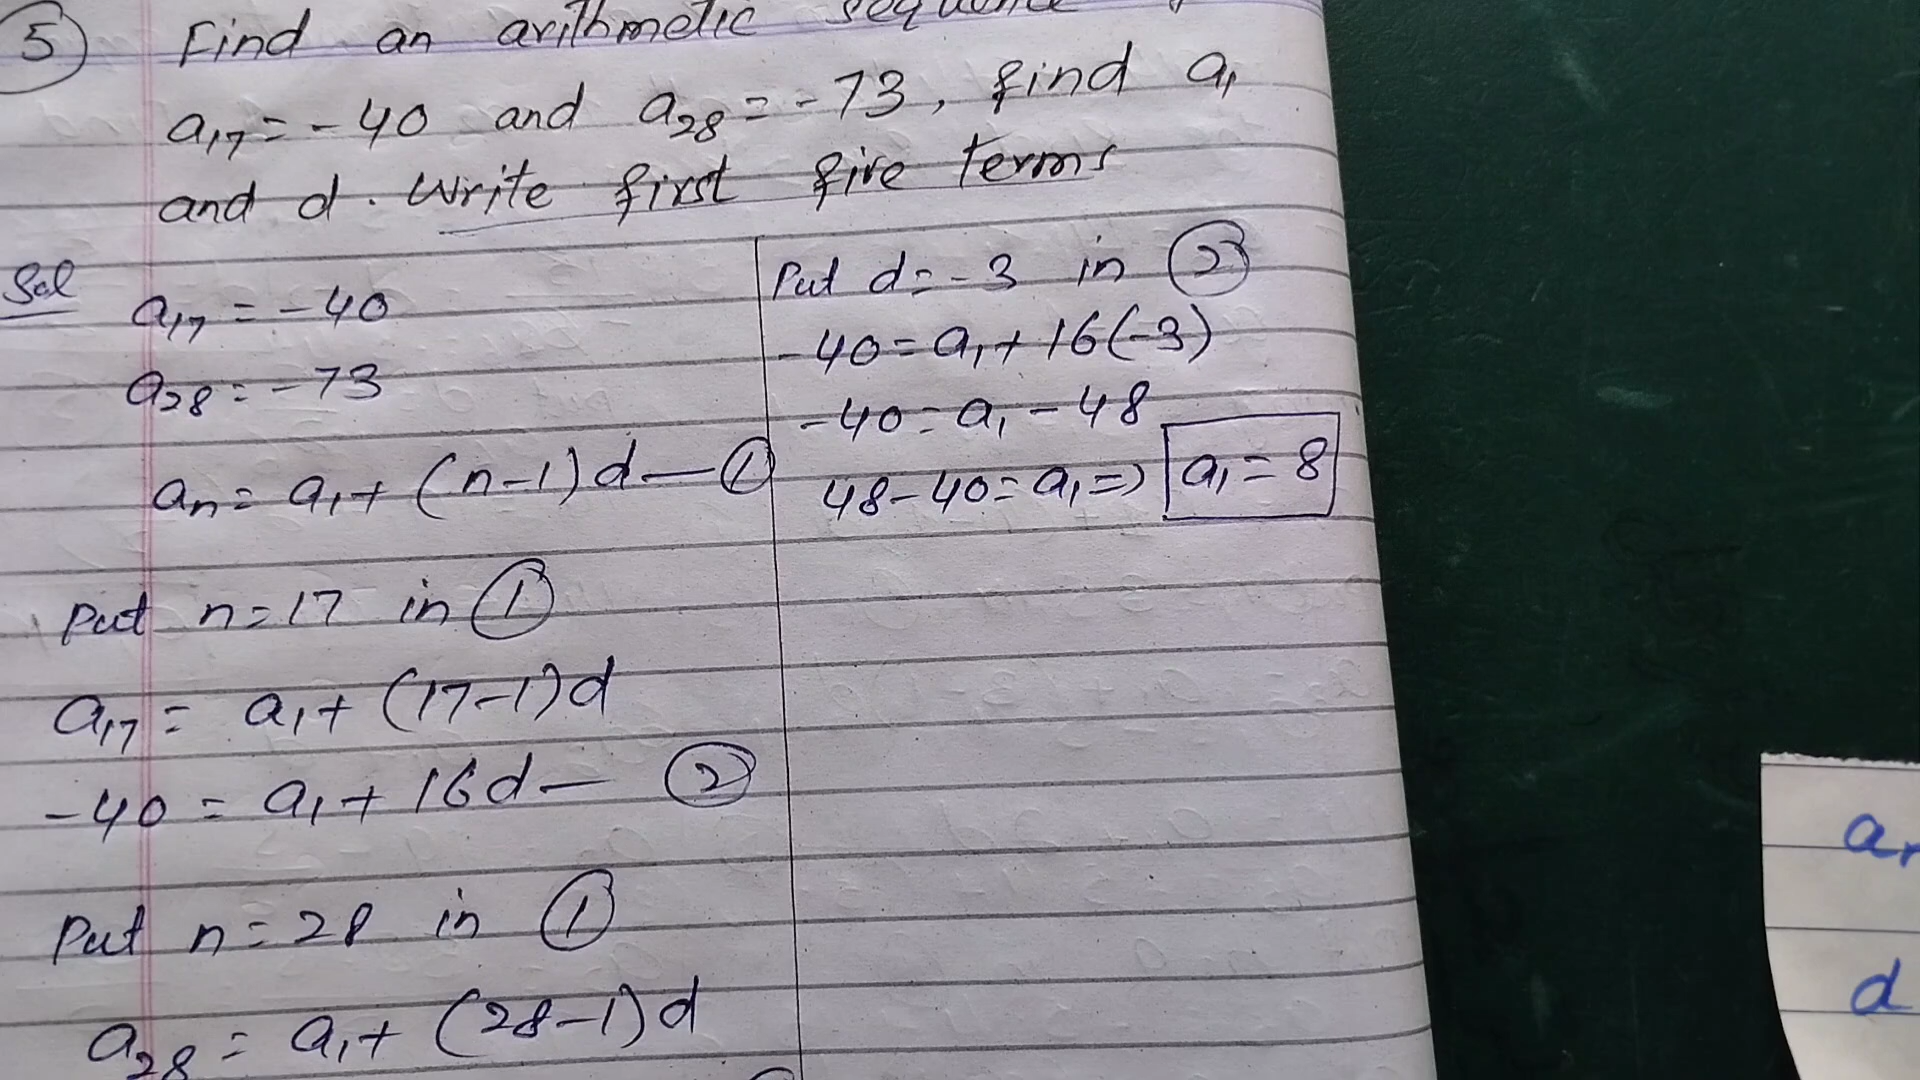 5 Find an arithmetic sequence
a₁₇ = -40 and a₂₈ = -73, find a₁
and d. Write first five terms
Sol
a₁₇ = -40
a₂₈ = -73
aₙ = a₁ + (n-1)d — ①
Put n=17 in ①
a₁₇ = a₁ + (17-1)d
-40 = a₁ + 16d — ②
Put n=28 in ①
a₂₈ = a₁ + (28-1)d
Put d=-3 in ②
-40 = a₁ + 16(-3)
-40 = a₁ - 48
48-40 = a₁ => a₁ = 8
d